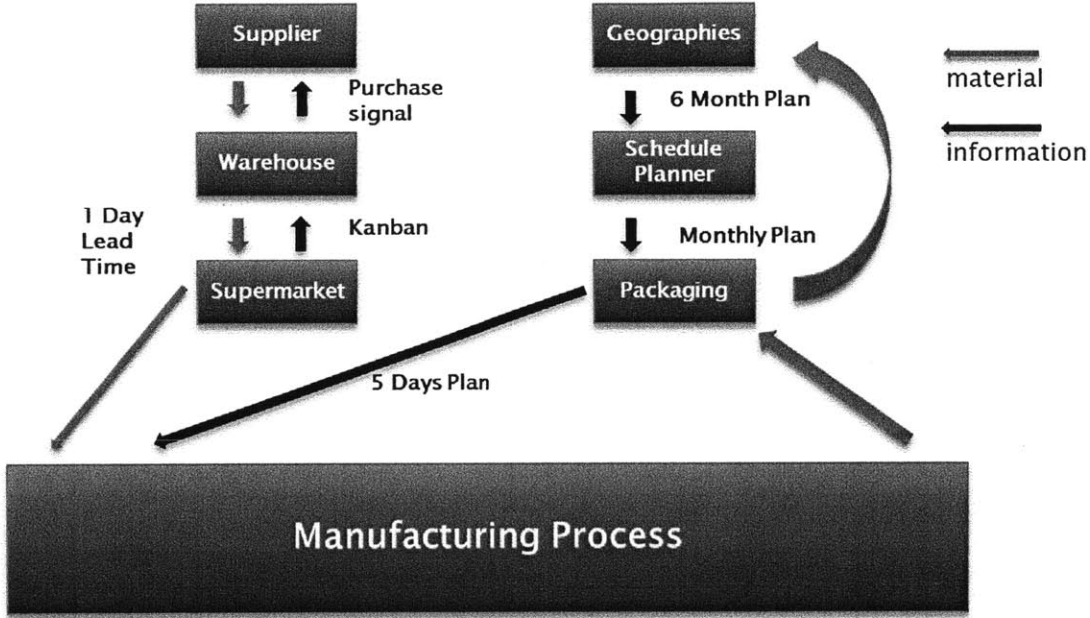 Supplier
Geographies
material
Purchase
signal
6 Month Plan
information
Warehouse
Schedule
Planner
1 Day
Lead
Time
Kanban
Monthly Plan
Supermarket
Packaging
5 Days Plan
Manufacturing Process